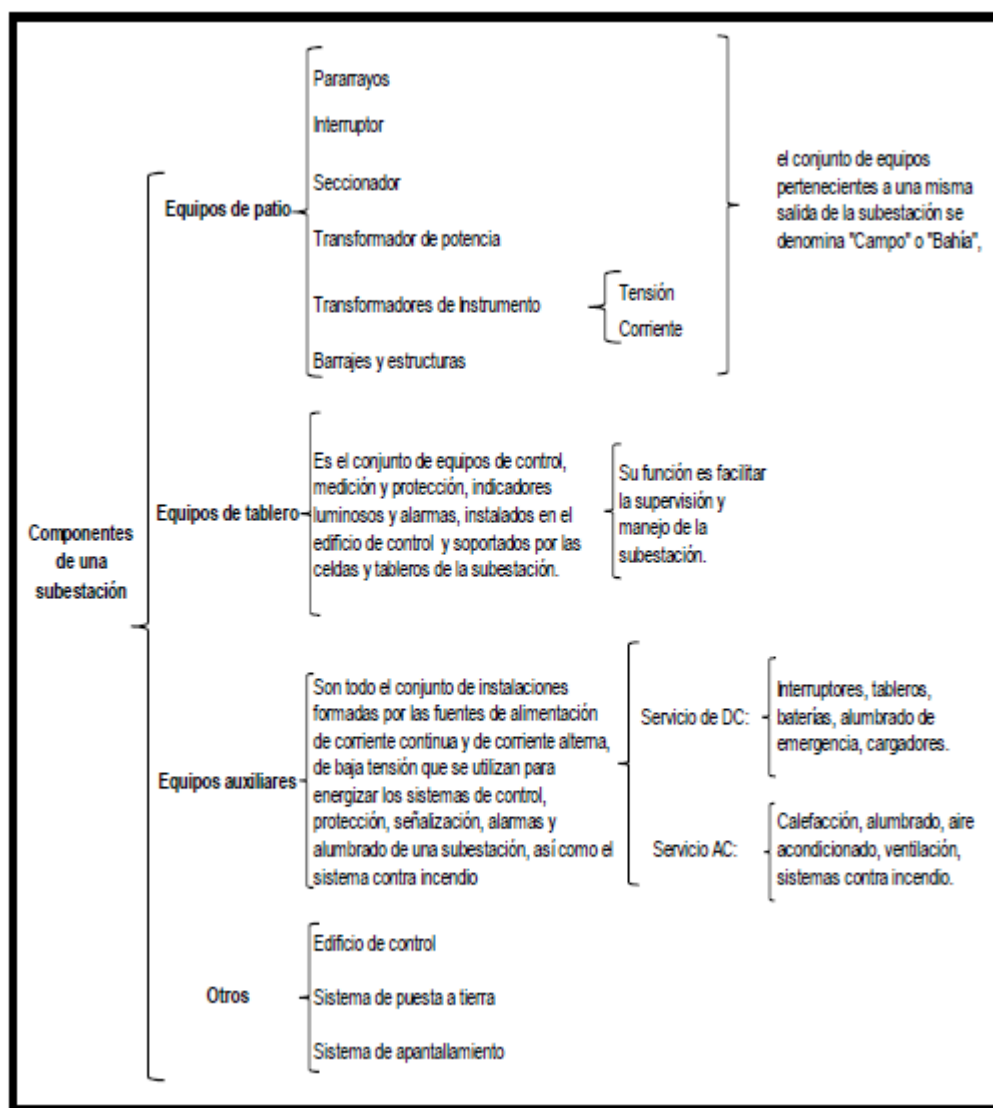 Componentes
de una
subestación
Equipos de patio
Pararrayos
Interruptor
Seccionador
Transformador de potencia
Transformadores de Instrumento
Tensión
Corriente
Barrajes y estructuras
el conjunto de equipos
pertenecientes a una misma
salida de la subestación se
denomina "Campo" o "Bahía",
Equipos de tablero
Es el conjunto de equipos de control,
medición y protección, indicadores
luminosos y alarmas, instalados en el
edificio de control y soportados por las
celdas y tableros de la subestación.
Su función es facilitar
la supervisión y
manejo de la
subestación.
Equipos auxiliares
Son todo el conjunto de instalaciones
formadas por las fuentes de alimentación
de corriente continua y de corriente alterna,
de baja tensión que se utilizan para
energizar los sistemas de control,
protección, señalización, alarmas y
alumbrado de una subestación, así como el
sistema contra incendio
Servicio de DC:
Interruptores, tableros,
baterías, alumbrado de
emergencia, cargadores.
Servicio AC:
Calefacción, alumbrado, aire
acondicionado, ventilación,
sistemas contra incendio.
Otros
Edificio de control
Sistema de puesta a tierra
Sistema de apantallamiento